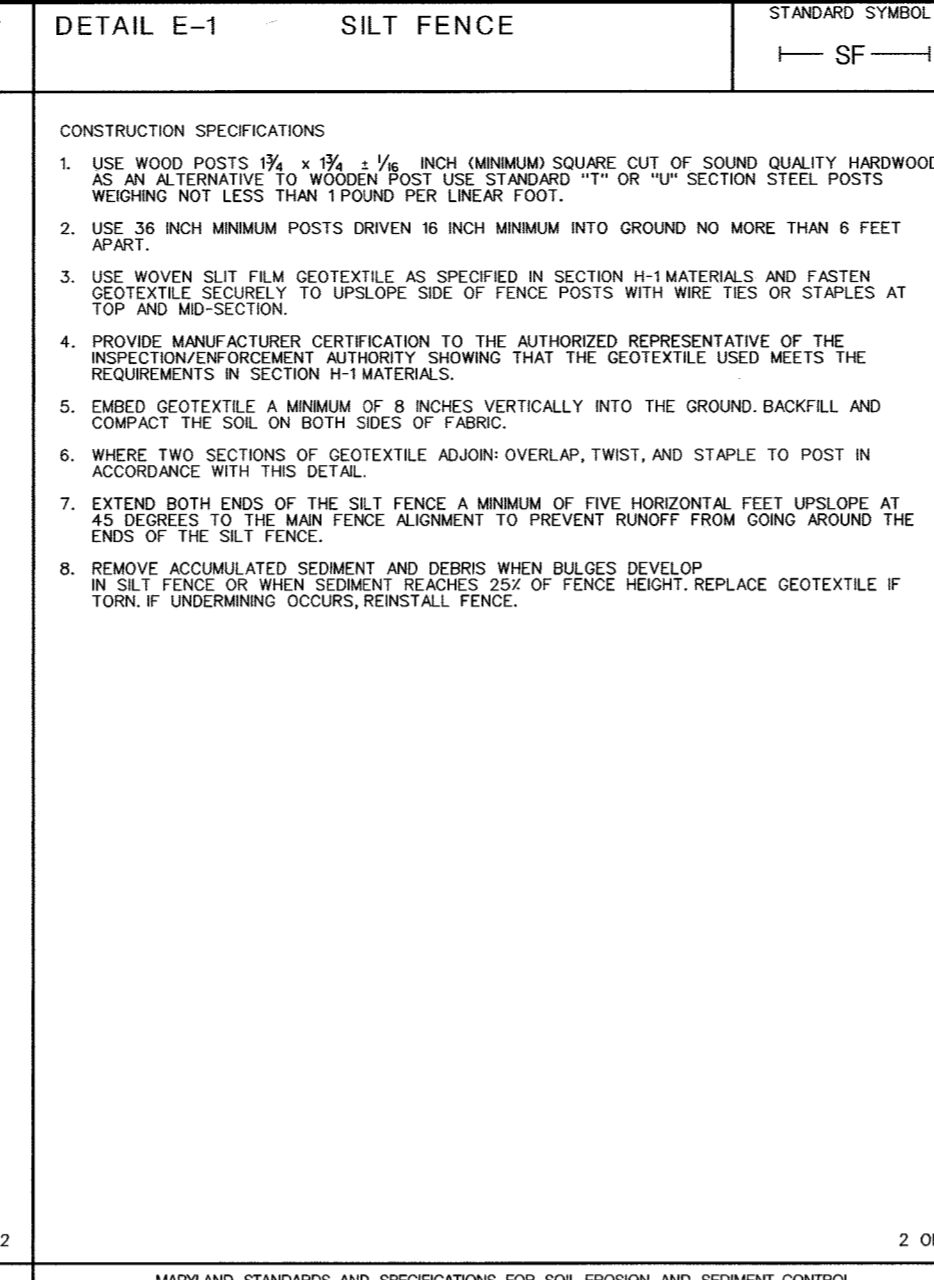 DETAIL E-1 SILT FENCE
STANDARD SYMBOL
SF
CONSTRUCTION SPECIFICATIONS
1. USE WOOD POSTS 1¾ x 1¾ ± 1/16 INCH (MINIMUM) SQUARE CUT OF SOUND QUALITY HARDWOOD
AS AN ALTERNATIVE TO WOODEN POST USE STANDARD "T" OR "U" SECTION STEEL POSTS
WEIGHING NOT LESS THAN 1 POUND PER LINEAR FOOT.
2. USE 36 INCH MINIMUM POSTS DRIVEN 16 INCH MINIMUM INTO GROUND NO MORE THAN 6 FEET
APART.
3. USE WOVEN SLIT FILM GEOTEXTILE AS SPECIFIED IN SECTION H-1 MATERIALS AND FASTEN
GEOTEXTILE SECURELY TO UPSLOPE SIDE OF FENCE POSTS WITH WIRE TIES OR STAPLES AT
TOP AND MID-SECTION.
4. PROVIDE MANUFACTURER CERTIFICATION TO THE AUTHORIZED REPRESENTATIVE OF THE
INSPECTION/ENFORCEMENT AUTHORITY SHOWING THAT THE GEOTEXTILE USED MEETS THE
REQUIREMENTS IN SECTION H-1 MATERIALS.
5. EMBED GEOTEXTILE A MINIMUM OF 8 INCHES VERTICALLY INTO THE GROUND. BACKFILL AND
COMPACT THE SOIL ON BOTH SIDES OF FABRIC.
6. WHERE TWO SECTIONS OF GEOTEXTILE ADJOIN: OVERLAP, TWIST, AND STAPLE TO POST IN
ACCORDANCE WITH THIS DETAIL.
7. EXTEND BOTH ENDS OF THE SILT FENCE A MINIMUM OF FIVE HORIZONTAL FEET UPSLOPE AT
45 DEGREES TO THE MAIN FENCE ALIGNMENT TO PREVENT RUNOFF FROM GOING AROUND THE
ENDS OF THE SILT FENCE.
8. REMOVE ACCUMULATED SEDIMENT AND DEBRIS WHEN BULGES DEVELOP
IN SILT FENCE OR WHEN SEDIMENT REACHES 25% OF FENCE HEIGHT. REPLACE GEOTEXTILE IF
TORN. IF UNDERMINING OCCURS, REINSTALL FENCE.
2
2 O
MARYLAND STANDARDS AND SPECIFICATIONS FOR SOIL EROSION AND SEDIMENT CONTROL